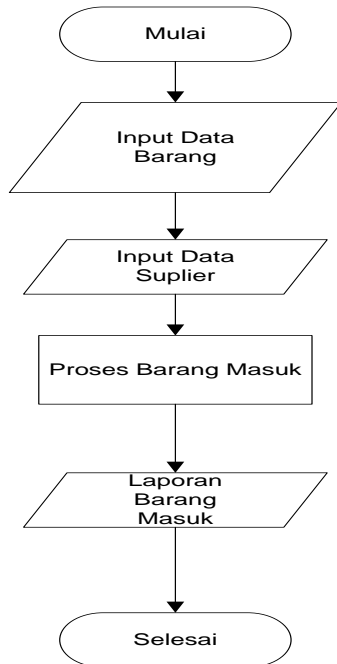 Mulai
Input Data
Barang
Input Data
Suplier
Proses Barang Masuk
Laporan
Barang
Masuk
Selesai